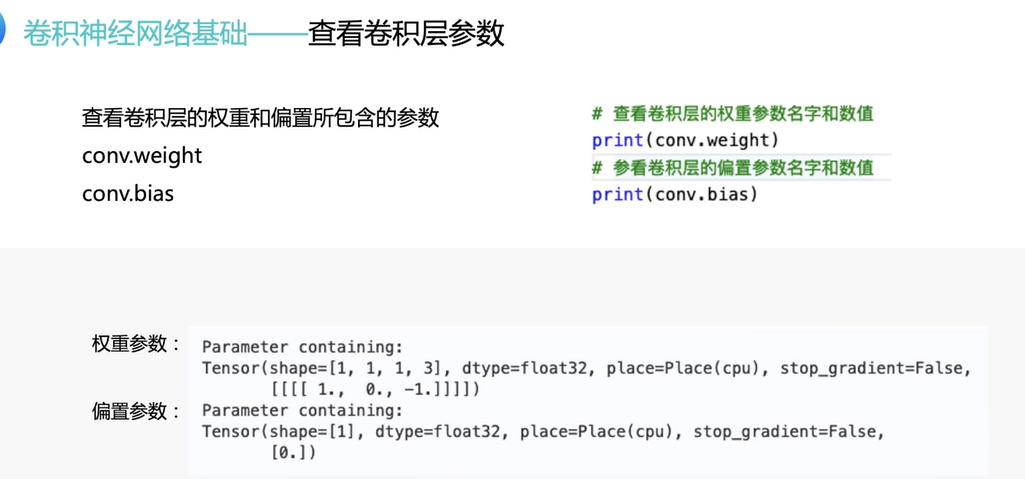 卷积神经网络基础——查看卷积层参数
查看卷积层的权重和偏置所包含的参数
conv.weight
conv.bias
# 查看卷积层的权重参数名字和数值
print(conv.weight)
# 参看卷积层的偏置参数名字和数值
print(conv.bias)
权重参数：
Parameter containing:
Tensor(shape=[1, 1, 1, 3], dtype=float32, place=Place(cpu), stop_gradient=False,
[[[[ 1.,  0., -1.]]]])
偏置参数：
Parameter containing:
Tensor(shape=[1], dtype=float32, place=Place(cpu), stop_gradient=False,
[0.])